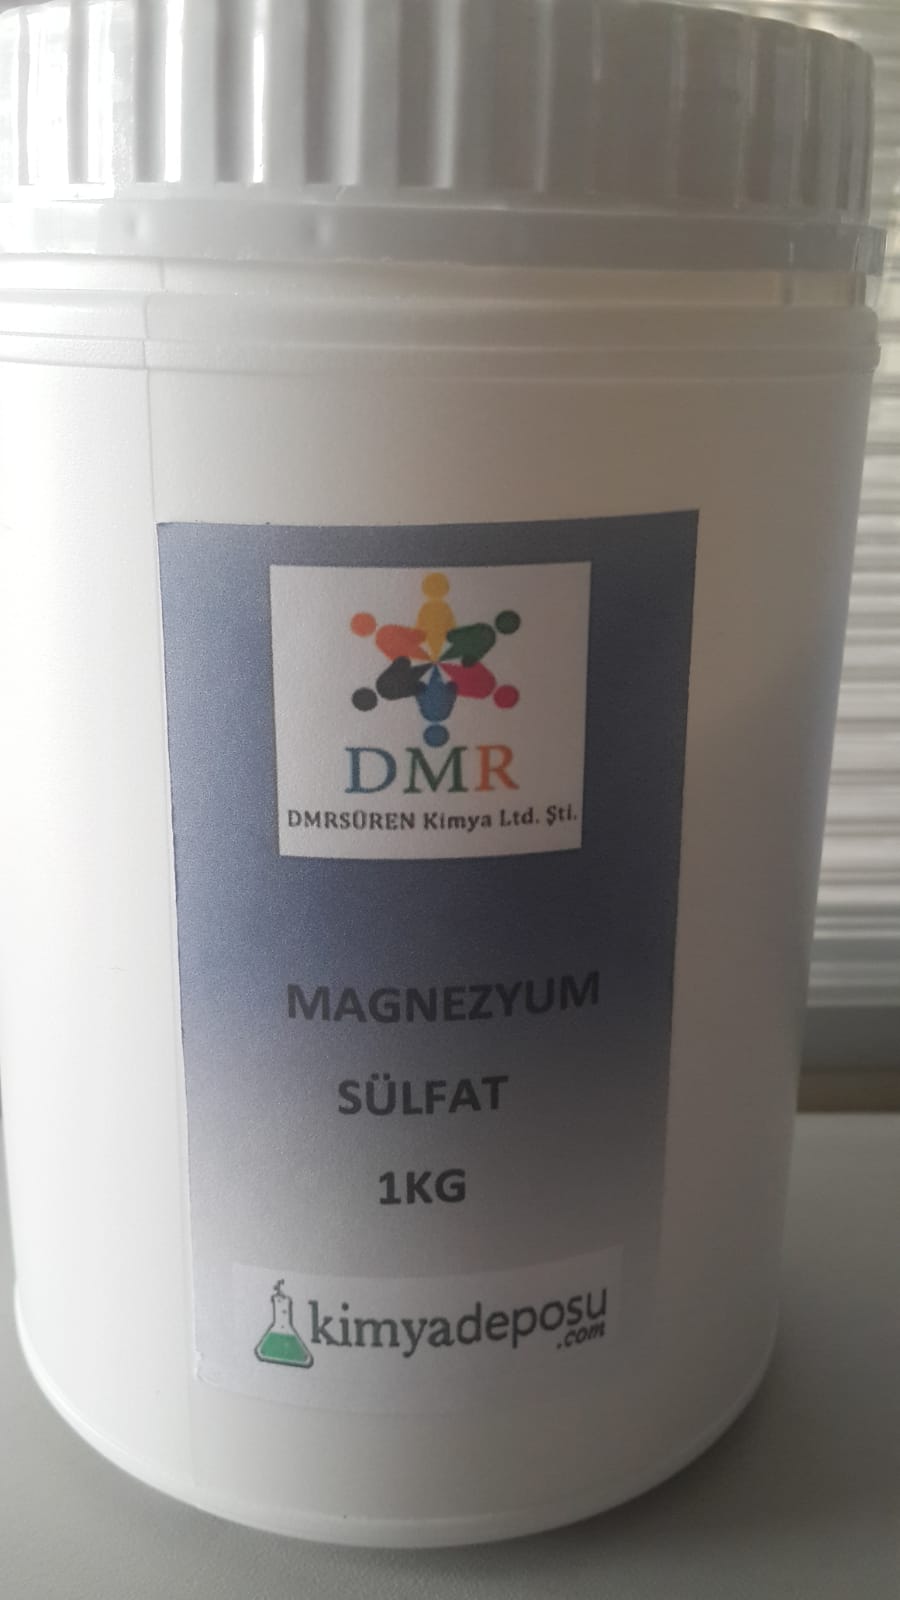 DMR
DMRSÜREN Kimya Ltd. Şti.
MAGNEZYUM
SÜLFAT
1KG
kimyadeposu
.com